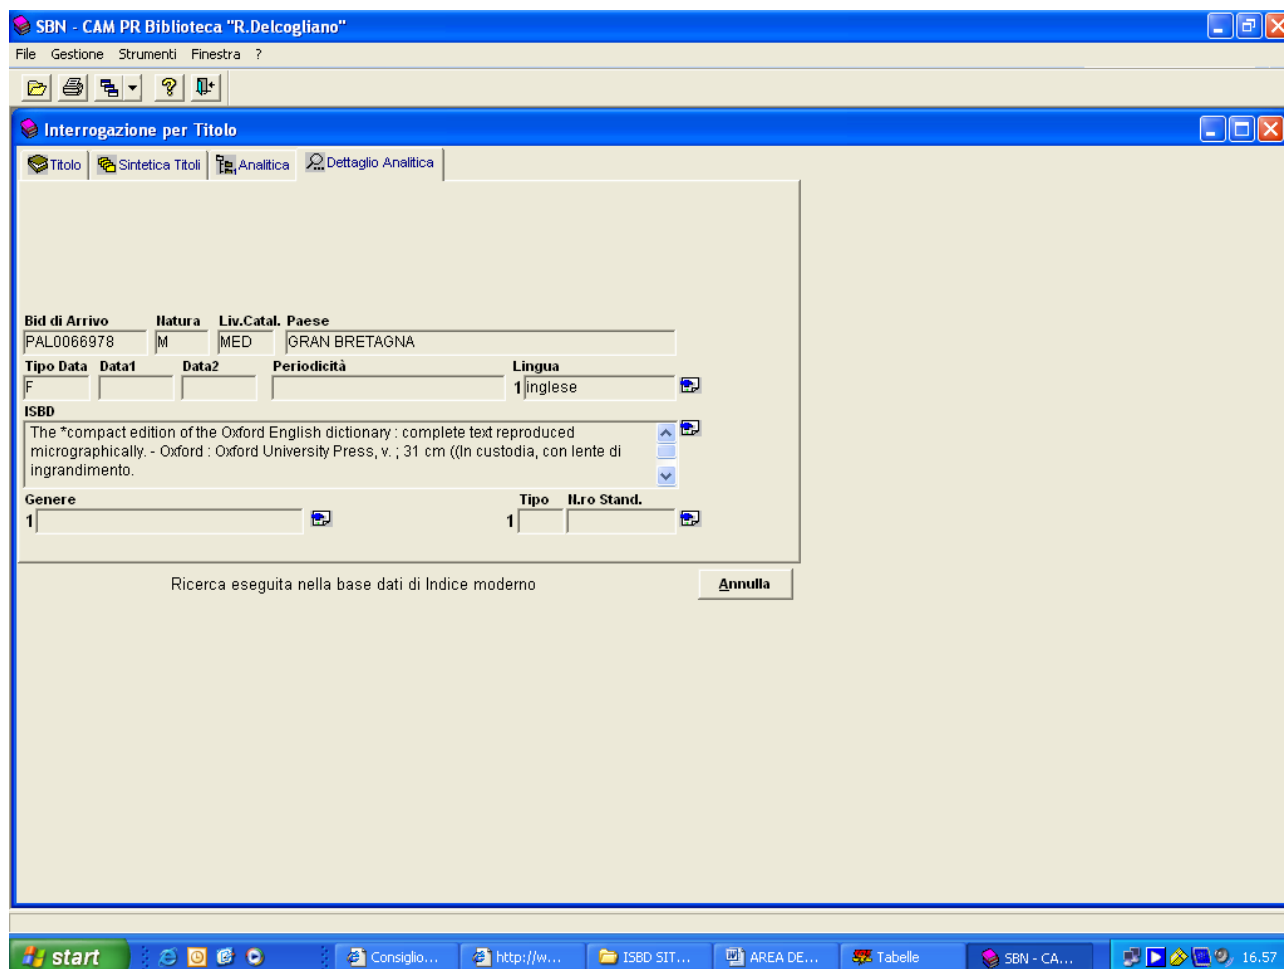 SBN - CAM PR Biblioteca "R.Delcogliano"
File Gestione Strumenti Finestra ?
Interrogazione per Titolo
Titolo Sintetica Titoli Analitica Dettaglio Analitica
Bid di Arrivo Natura Liv.Catal. Paese
PAL0066978 M MED GRAN BRETAGNA
Tipo Data Data1 Data2 Periodicità Lingua
F 1 inglese
ISBD
The *compact edition of the Oxford English dictionary : complete text reproduced
micrographically. - Oxford : Oxford University Press, v. ; 31 cm ((In custodia, con lente di
ingrandimento.
Genere Tipo N.ro Stand.
1 1
Ricerca eseguita nella base dati di Indice moderno Annulla
start Consiglio... http://w... ISBD SIT... AREA DE... Tabelle SBN - CA... 16.57